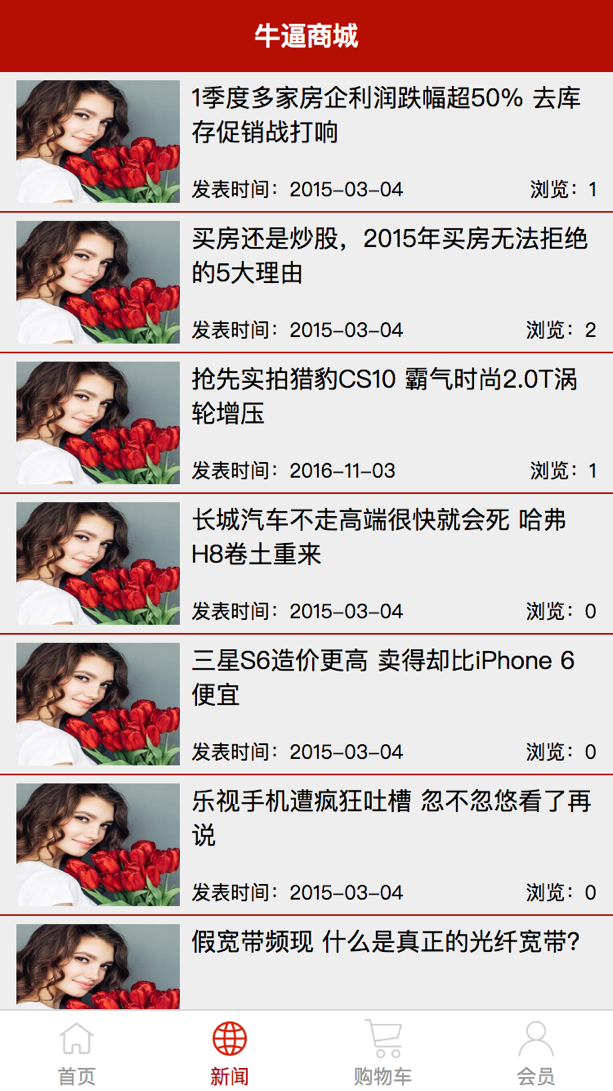 牛逼商城
1季度多家房企利润跌幅超50% 去库
存促销战打响
发表时间：2015-03-04 浏览：1
买房还是炒股，2015年买房无法拒绝
的5大理由
发表时间：2015-03-04 浏览：2
抢先实拍猎豹CS10 霸气时尚2.0T涡
轮增压
发表时间：2016-11-03 浏览：1
长城汽车不走高端很快就会死 哈弗
H8卷土重来
发表时间：2015-03-04 浏览：0
三星S6造价更高 卖得却比iPhone 6
便宜
发表时间：2015-03-04 浏览：0
乐视手机遭疯狂吐槽 忽不忽悠看了再
说
发表时间：2015-03-04 浏览：0
假宽带频现 什么是真正的光纤宽带?
首页 新闻 购物车 会员